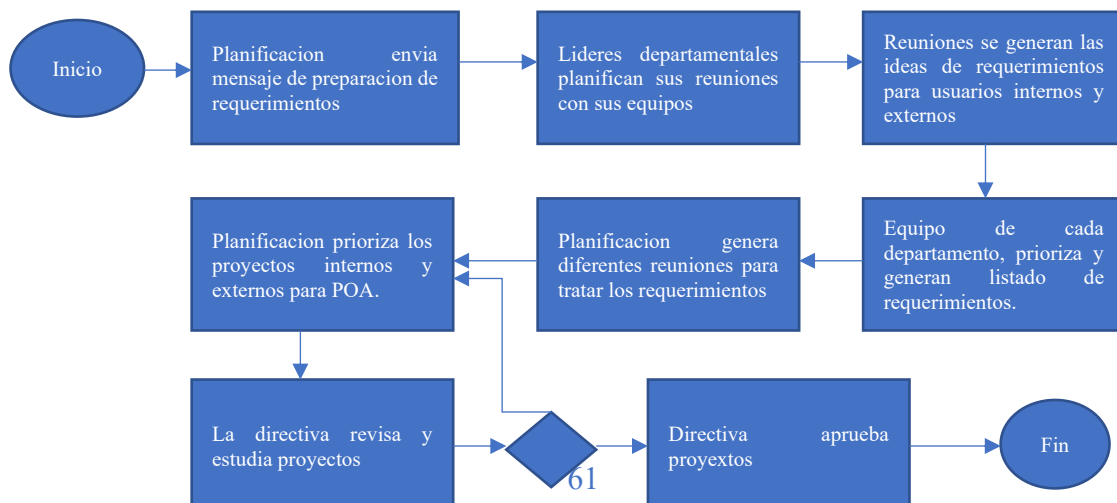 Inicio
Planificacion envia
mensaje de preparacion de
requerimientos
Lideres departamentales
planifican sus reuniones
con sus equipos
Reuniones se generan las
ideas de requerimientos
para usuarios internos y
externos
Equipo de cada
departamento, prioriza y
generan listado de
requerimientos.
Planificacion genera
diferentes reuniones para
tratar los requerimientos
Planificacion prioriza los
proyectos internos y
externos para POA.
La directiva revisa y
estudia proyectos
Directiva aprueba
proyextos
Fin
61